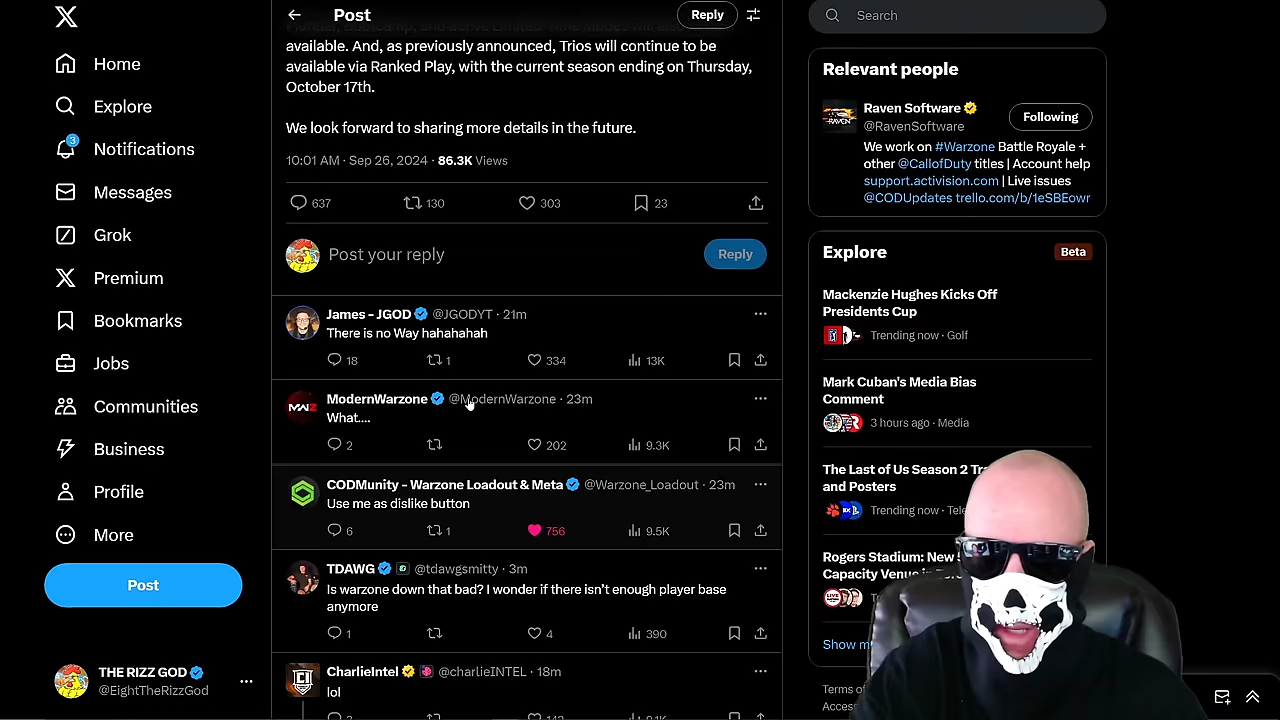 Home
Explore
3
Notifications
Messages
Grok
Premium
Bookmarks
Jobs
Communities
Business
Profile
More
Post
THE RIZZ GOD
@EightTheRizzGod
Post
Reply
available. And, as previously announced, Trios will continue to be
available via Ranked Play, with the current season ending on Thursday,
October 17th.
We look forward to sharing more details in the future.
10:01 AM · Sep 26, 2024 · 86.3K Views
637 130 303 23
Post your reply
Reply
James - JGOD @JGODYT · 21m
There is no Way hahahahah
18 1 334 13K
ModernWarzone @ModernWarzone · 23m
What....
2 202 9.3K
CODMunity - Warzone Loadout & Meta @Warzone_Loadout · 23m
Use me as dislike button
6 1 756 9.5K
TDAWG @tdawgsmitty · 3m
Is warzone down that bad? I wonder if there isn't enough player base
anymore
1 4 390
CharlieIntel @charlieINTEL · 18m
lol
Search
Relevant people
Raven Software
@RavenSoftware
Following
We work on #Warzone Battle Royale +
other @CallofDuty titles | Account help
support.activision.com | Live issues
@CODUpdates trello.com/b/1eSBEowr
Explore
Beta
Mackenzie Hughes Kicks Off
Presidents Cup
Trending now · Golf
Mark Cuban's Media Bias
Comment
3 hours ago · Media
The Last of Us Season 2
and Posters
Trending now ·
Rogers Stadium: New
Capacity Venue
Show
Terms of